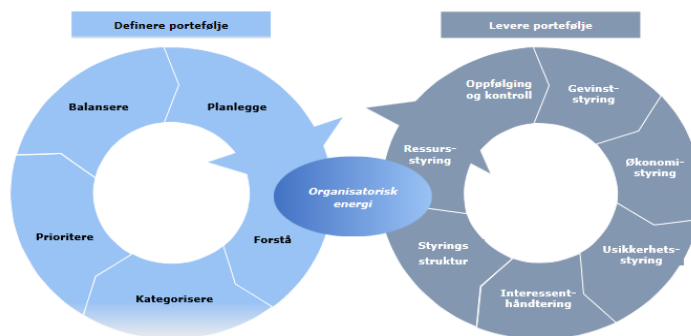 Definere portefølje
Levere portefølje
Balansere
Planlegge
Forstå
Kategorisere
Prioritere
Organisatorisk
energi
Oppfølging
og kontroll
Gevinst-
styring
Økonomi-
styring
Usikkerhets-
styring
Interessent-
håndtering
Styrings
struktur
Ressurs-
styring